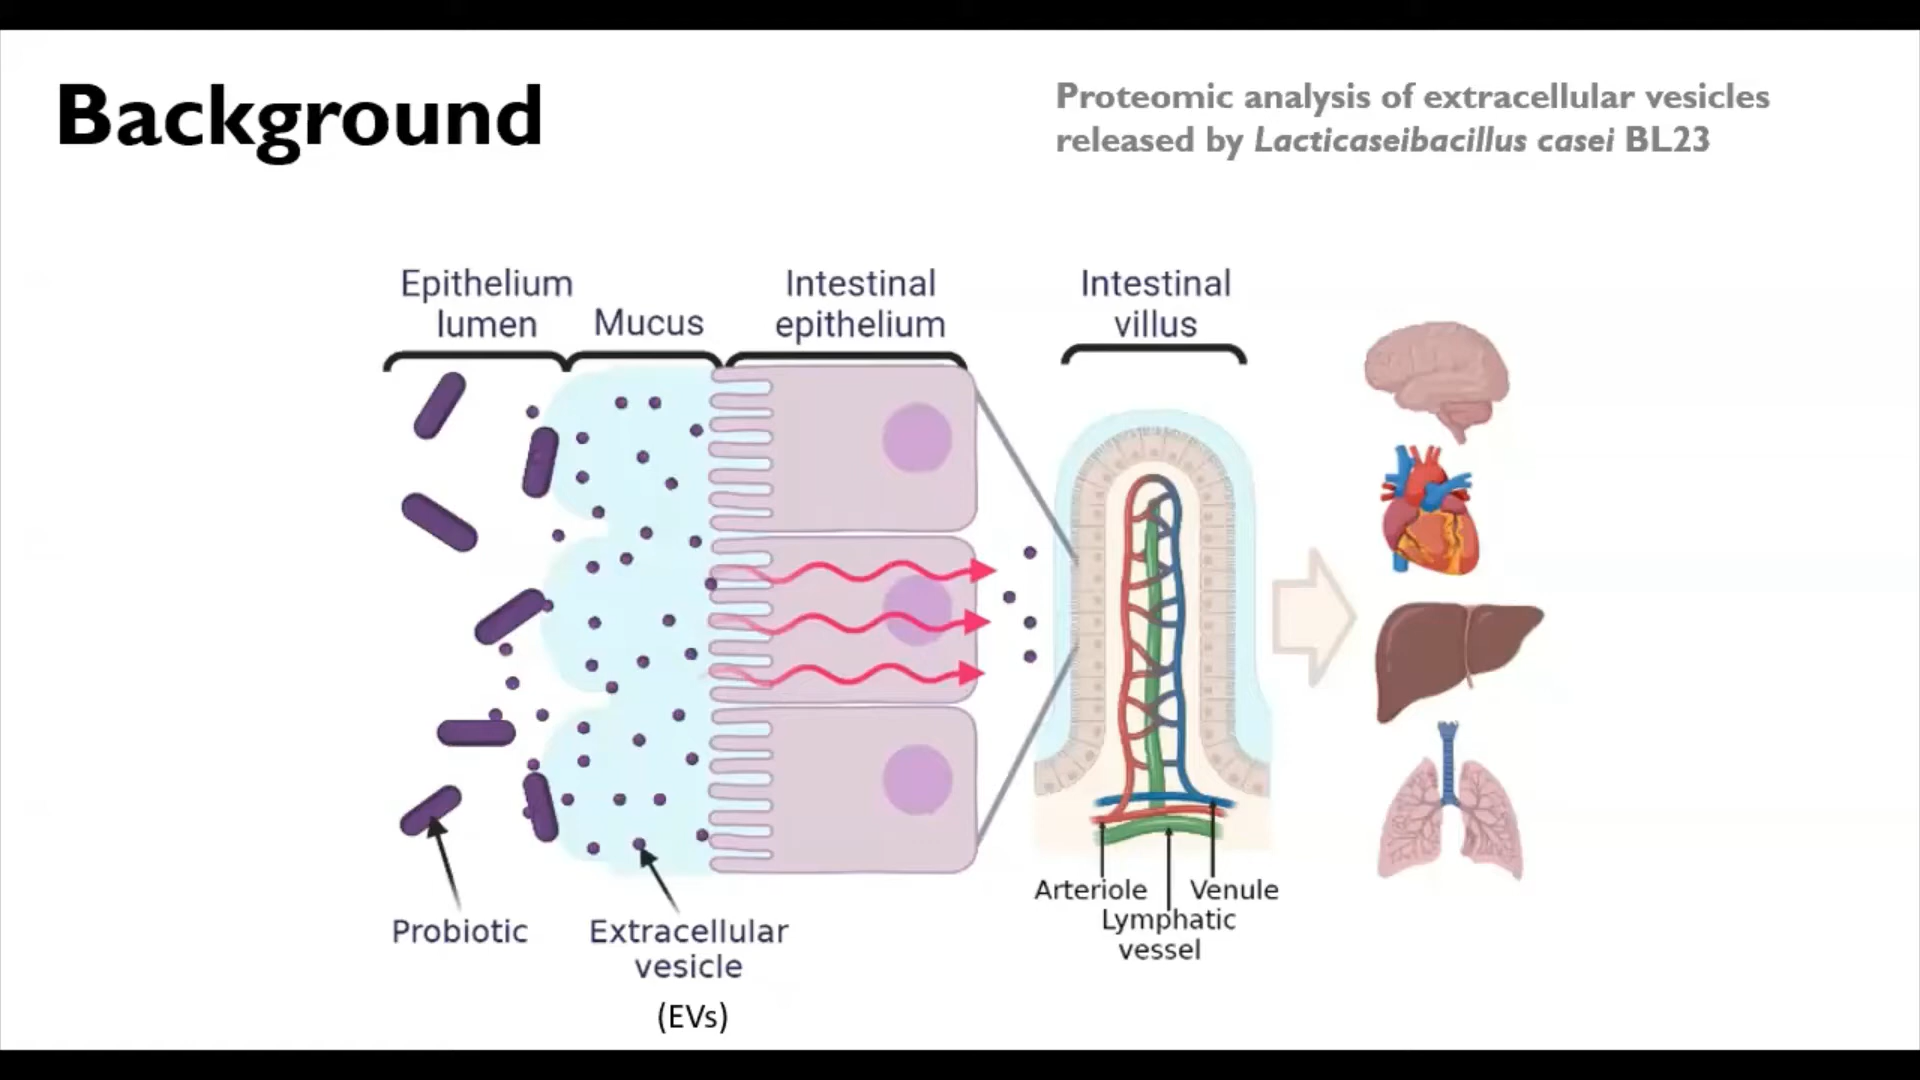 Background
Proteomic analysis of extracellular vesicles
released by Lacticaseibacillus casei BL23
Epithelium
lumen
Mucus
Intestinal
epithelium
Intestinal
villus
Arteriole
Venule
Lymphatic
vessel
Probiotic
Extracellular
vesicle
(EVs)